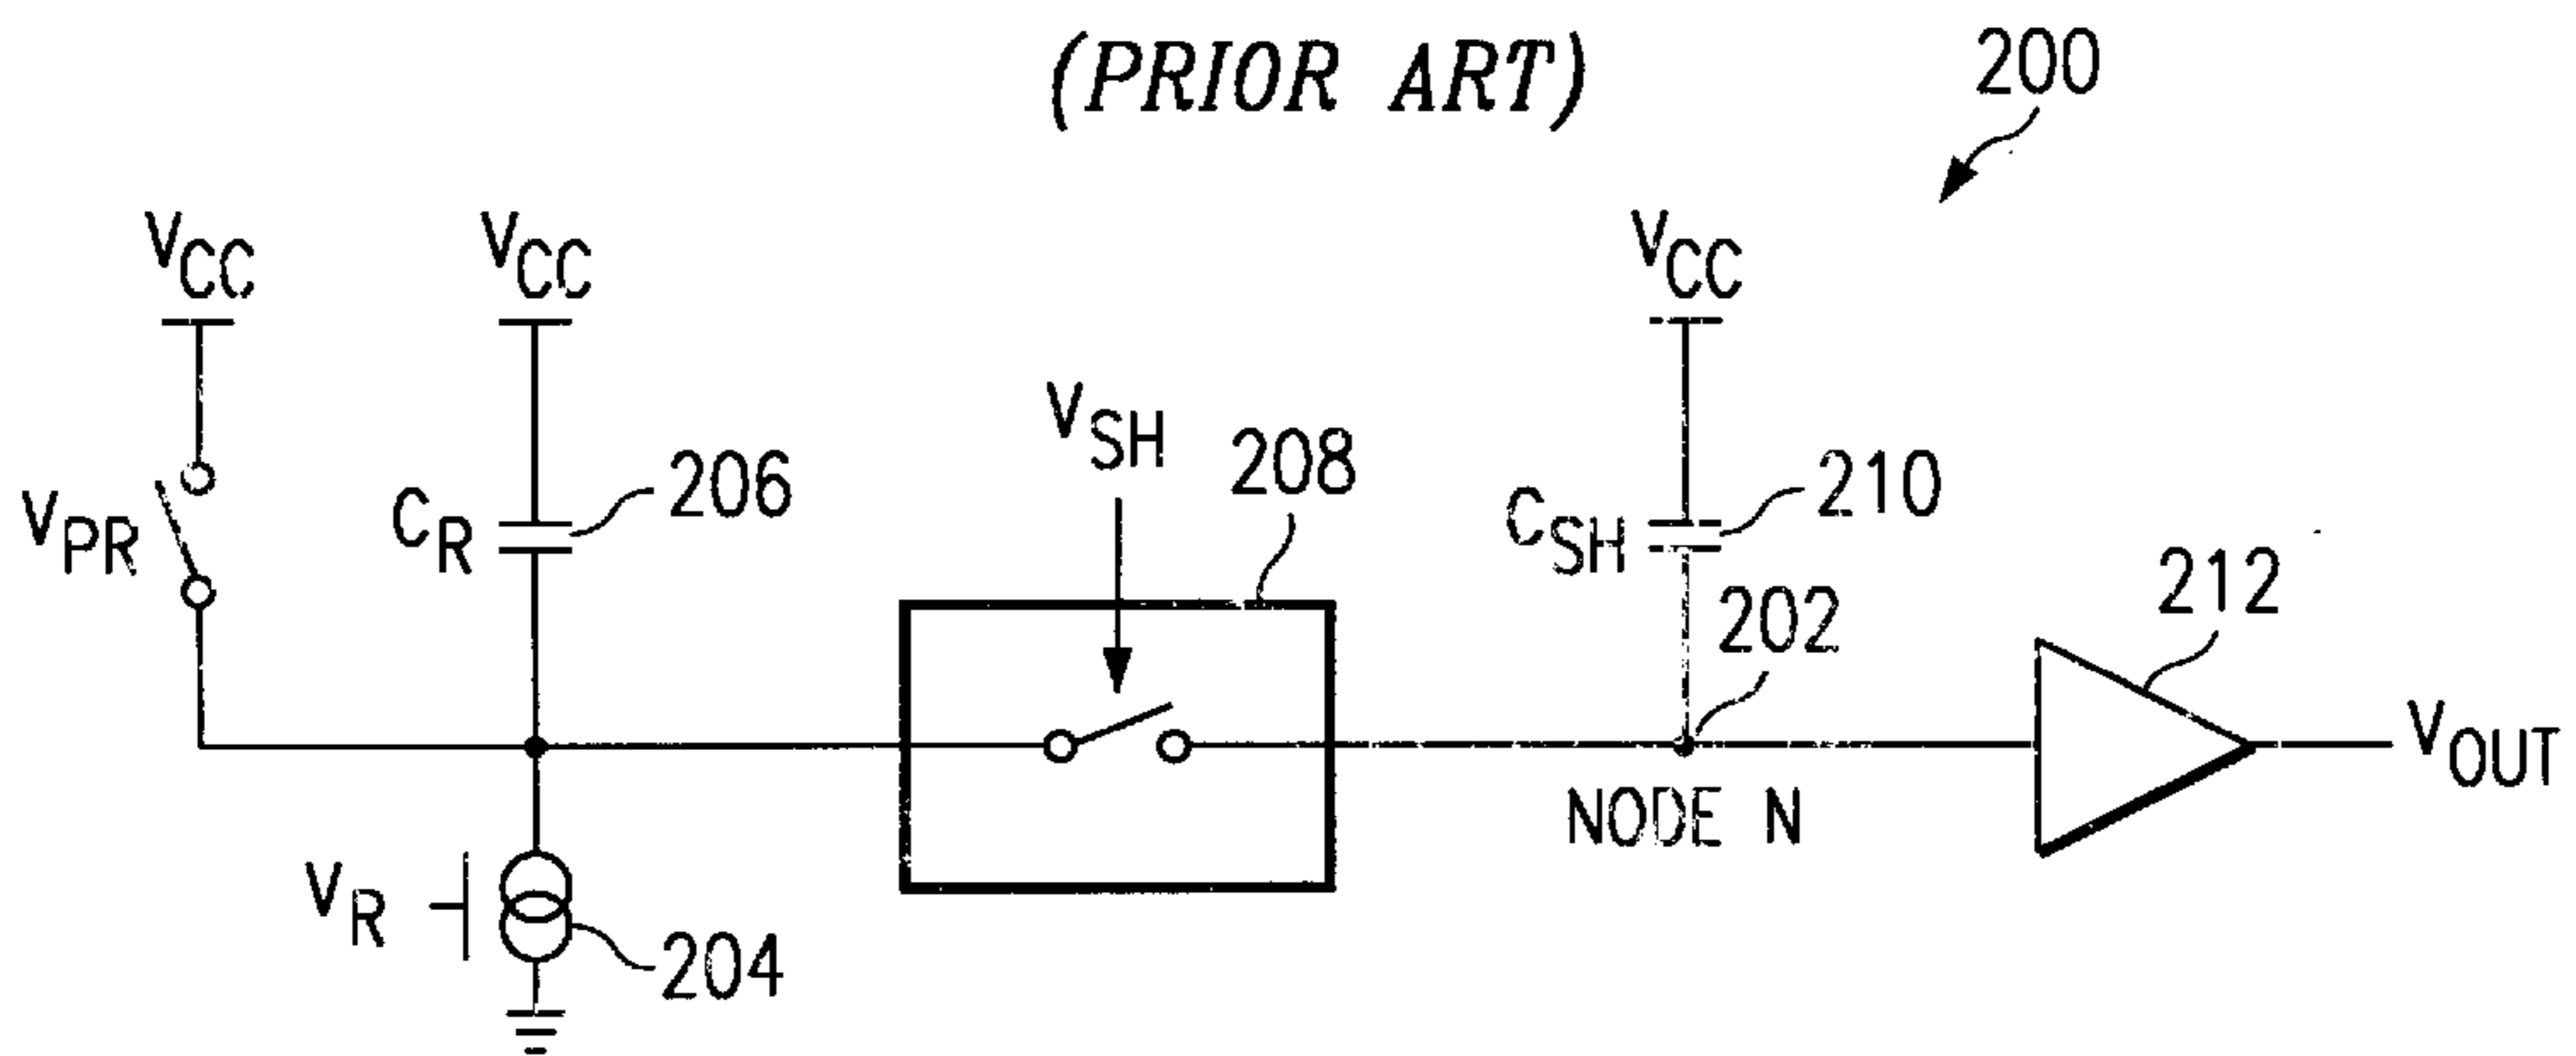 (PRIOR ART)
200
VCC
VCC
VCC
VPR
CR
206
VSH
208
CSH
210
202
212
NODE N
VOUT
VR
204